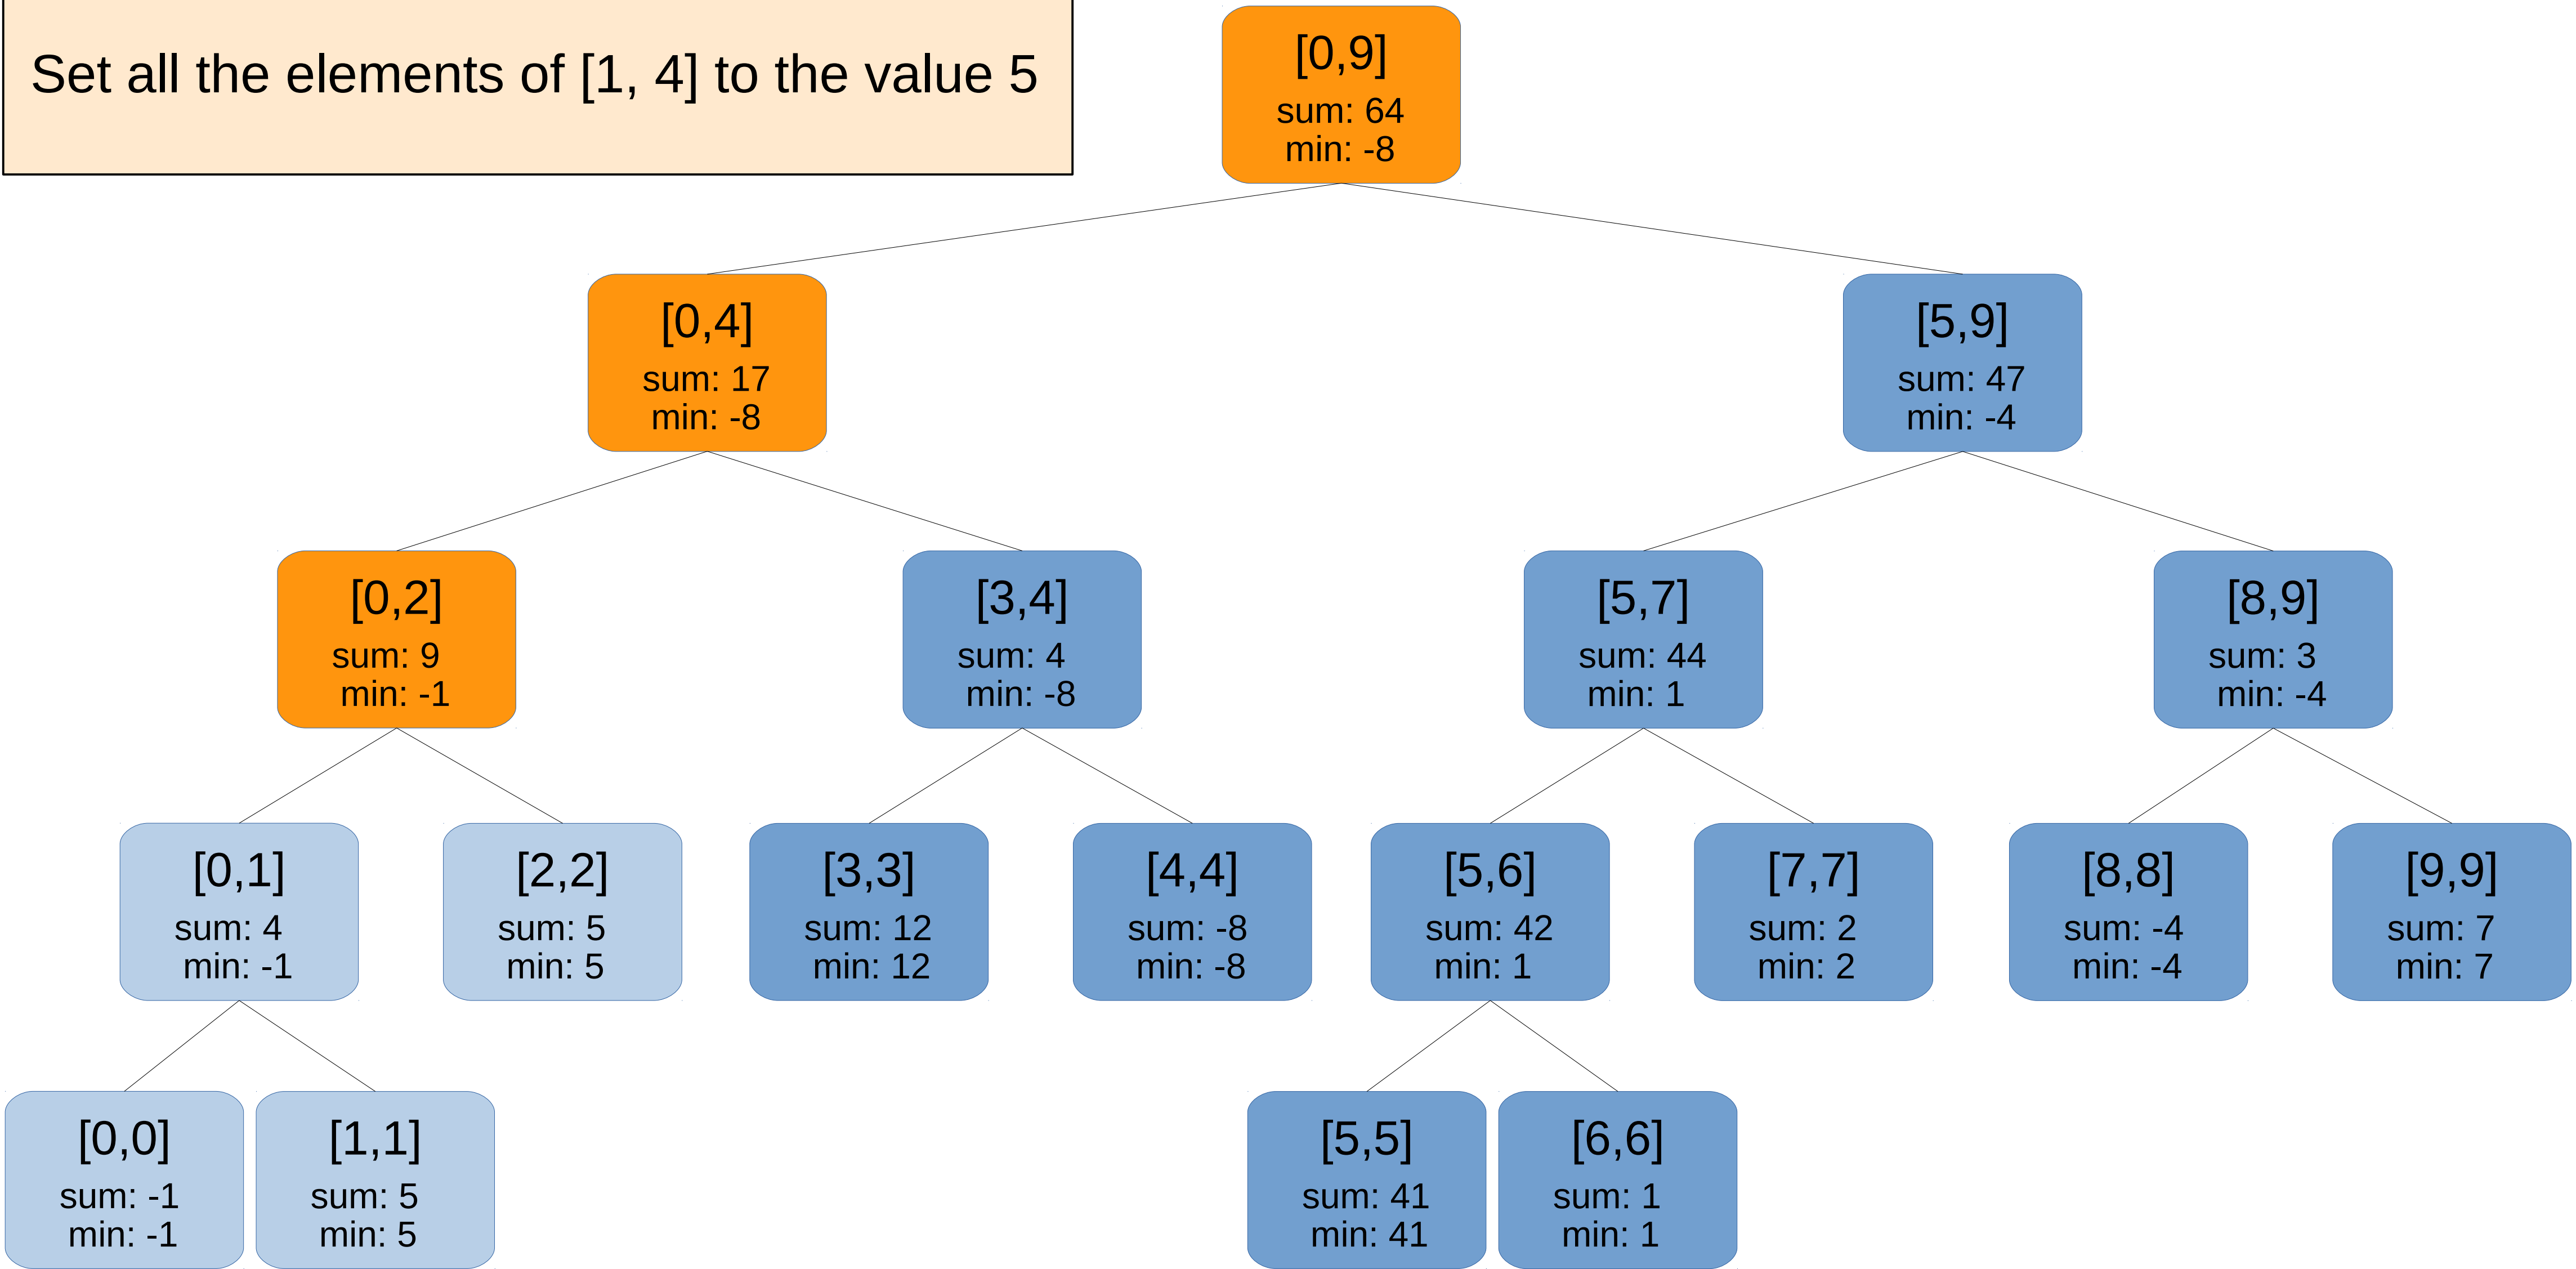 Set all the elements of [1, 4] to the value 5
[0,9]
sum: 64
min: -8
[0,4]
sum: 17
min: -8
[5,9]
sum: 47
min: -4
[0,2]
sum: 9
min: -1
[3,4]
sum: 4
min: -8
[5,7]
sum: 44
min: 1
[8,9]
sum: 3
min: -4
[0,1]
sum: 4
min: -1
[2,2]
sum: 5
min: 5
[3,3]
sum: 12
min: 12
[4,4]
sum: -8
min: -8
[5,6]
sum: 42
min: 1
[7,7]
sum: 2
min: 2
[8,8]
sum: -4
min: -4
[9,9]
sum: 7
min: 7
[0,0]
sum: -1
min: -1
[1,1]
sum: 5
min: 5
[5,5]
sum: 41
min: 41
[6,6]
sum: 1
min: 1